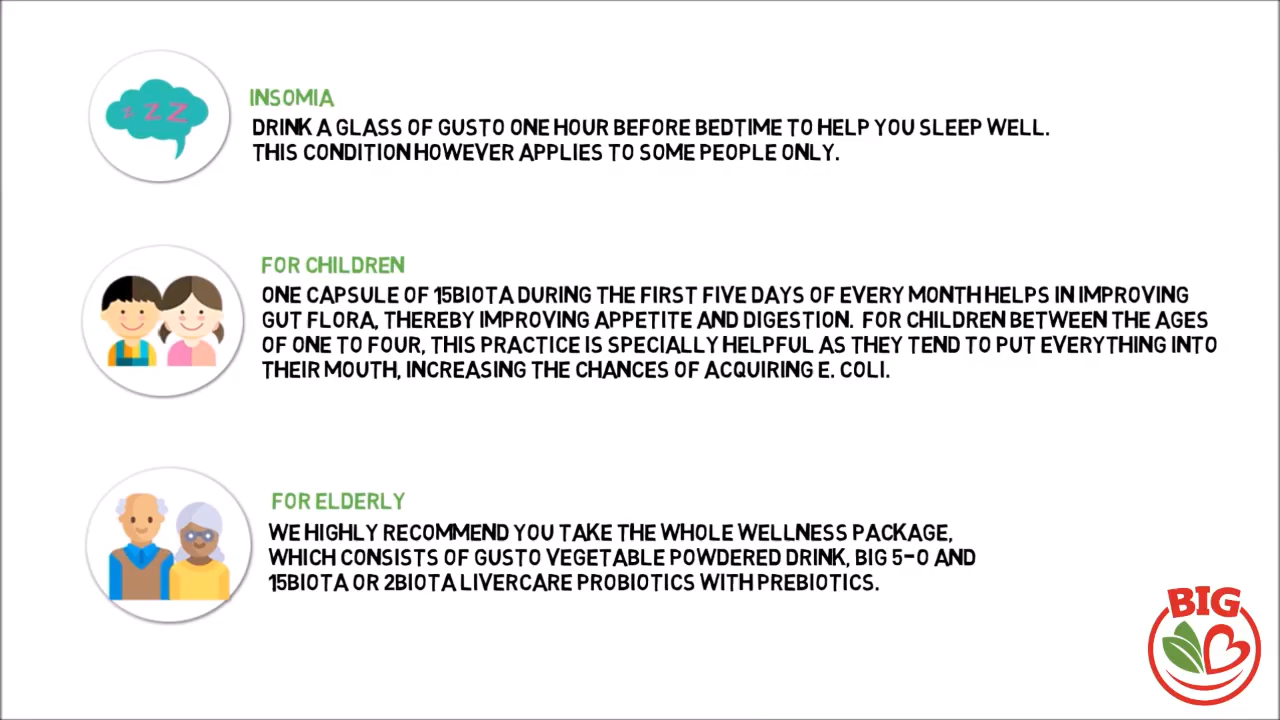 z z z
INSOMIA
DRINK A GLASS OF GUSTO ONE HOUR BEFORE BEDTIME TO HELP YOU SLEEP WELL.
THIS CONDITION HOWEVER APPLIES TO SOME PEOPLE ONLY.
FOR CHILDREN
ONE CAPSULE OF 15BIOTA DURING THE FIRST FIVE DAYS OF EVERY MONTH HELPS IN IMPROVING
GUT FLORA, THEREBY IMPROVING APPETITE AND DIGESTION. FOR CHILDREN BETWEEN THE AGES
OF ONE TO FOUR, THIS PRACTICE IS SPECIALLY HELPFUL AS THEY TEND TO PUT EVERYTHING INTO
THEIR MOUTH, INCREASING THE CHANCES OF ACQUIRING E. COLI.
FOR ELDERLY
WE HIGHLY RECOMMEND YOU TAKE THE WHOLE WELLNESS PACKAGE,
WHICH CONSISTS OF GUSTO VEGETABLE POWDERED DRINK, BIG 5-0 AND
15BIOTA OR 2BIOTA LIVERCARE PROBIOTICS WITH PREBIOTICS.
BIG